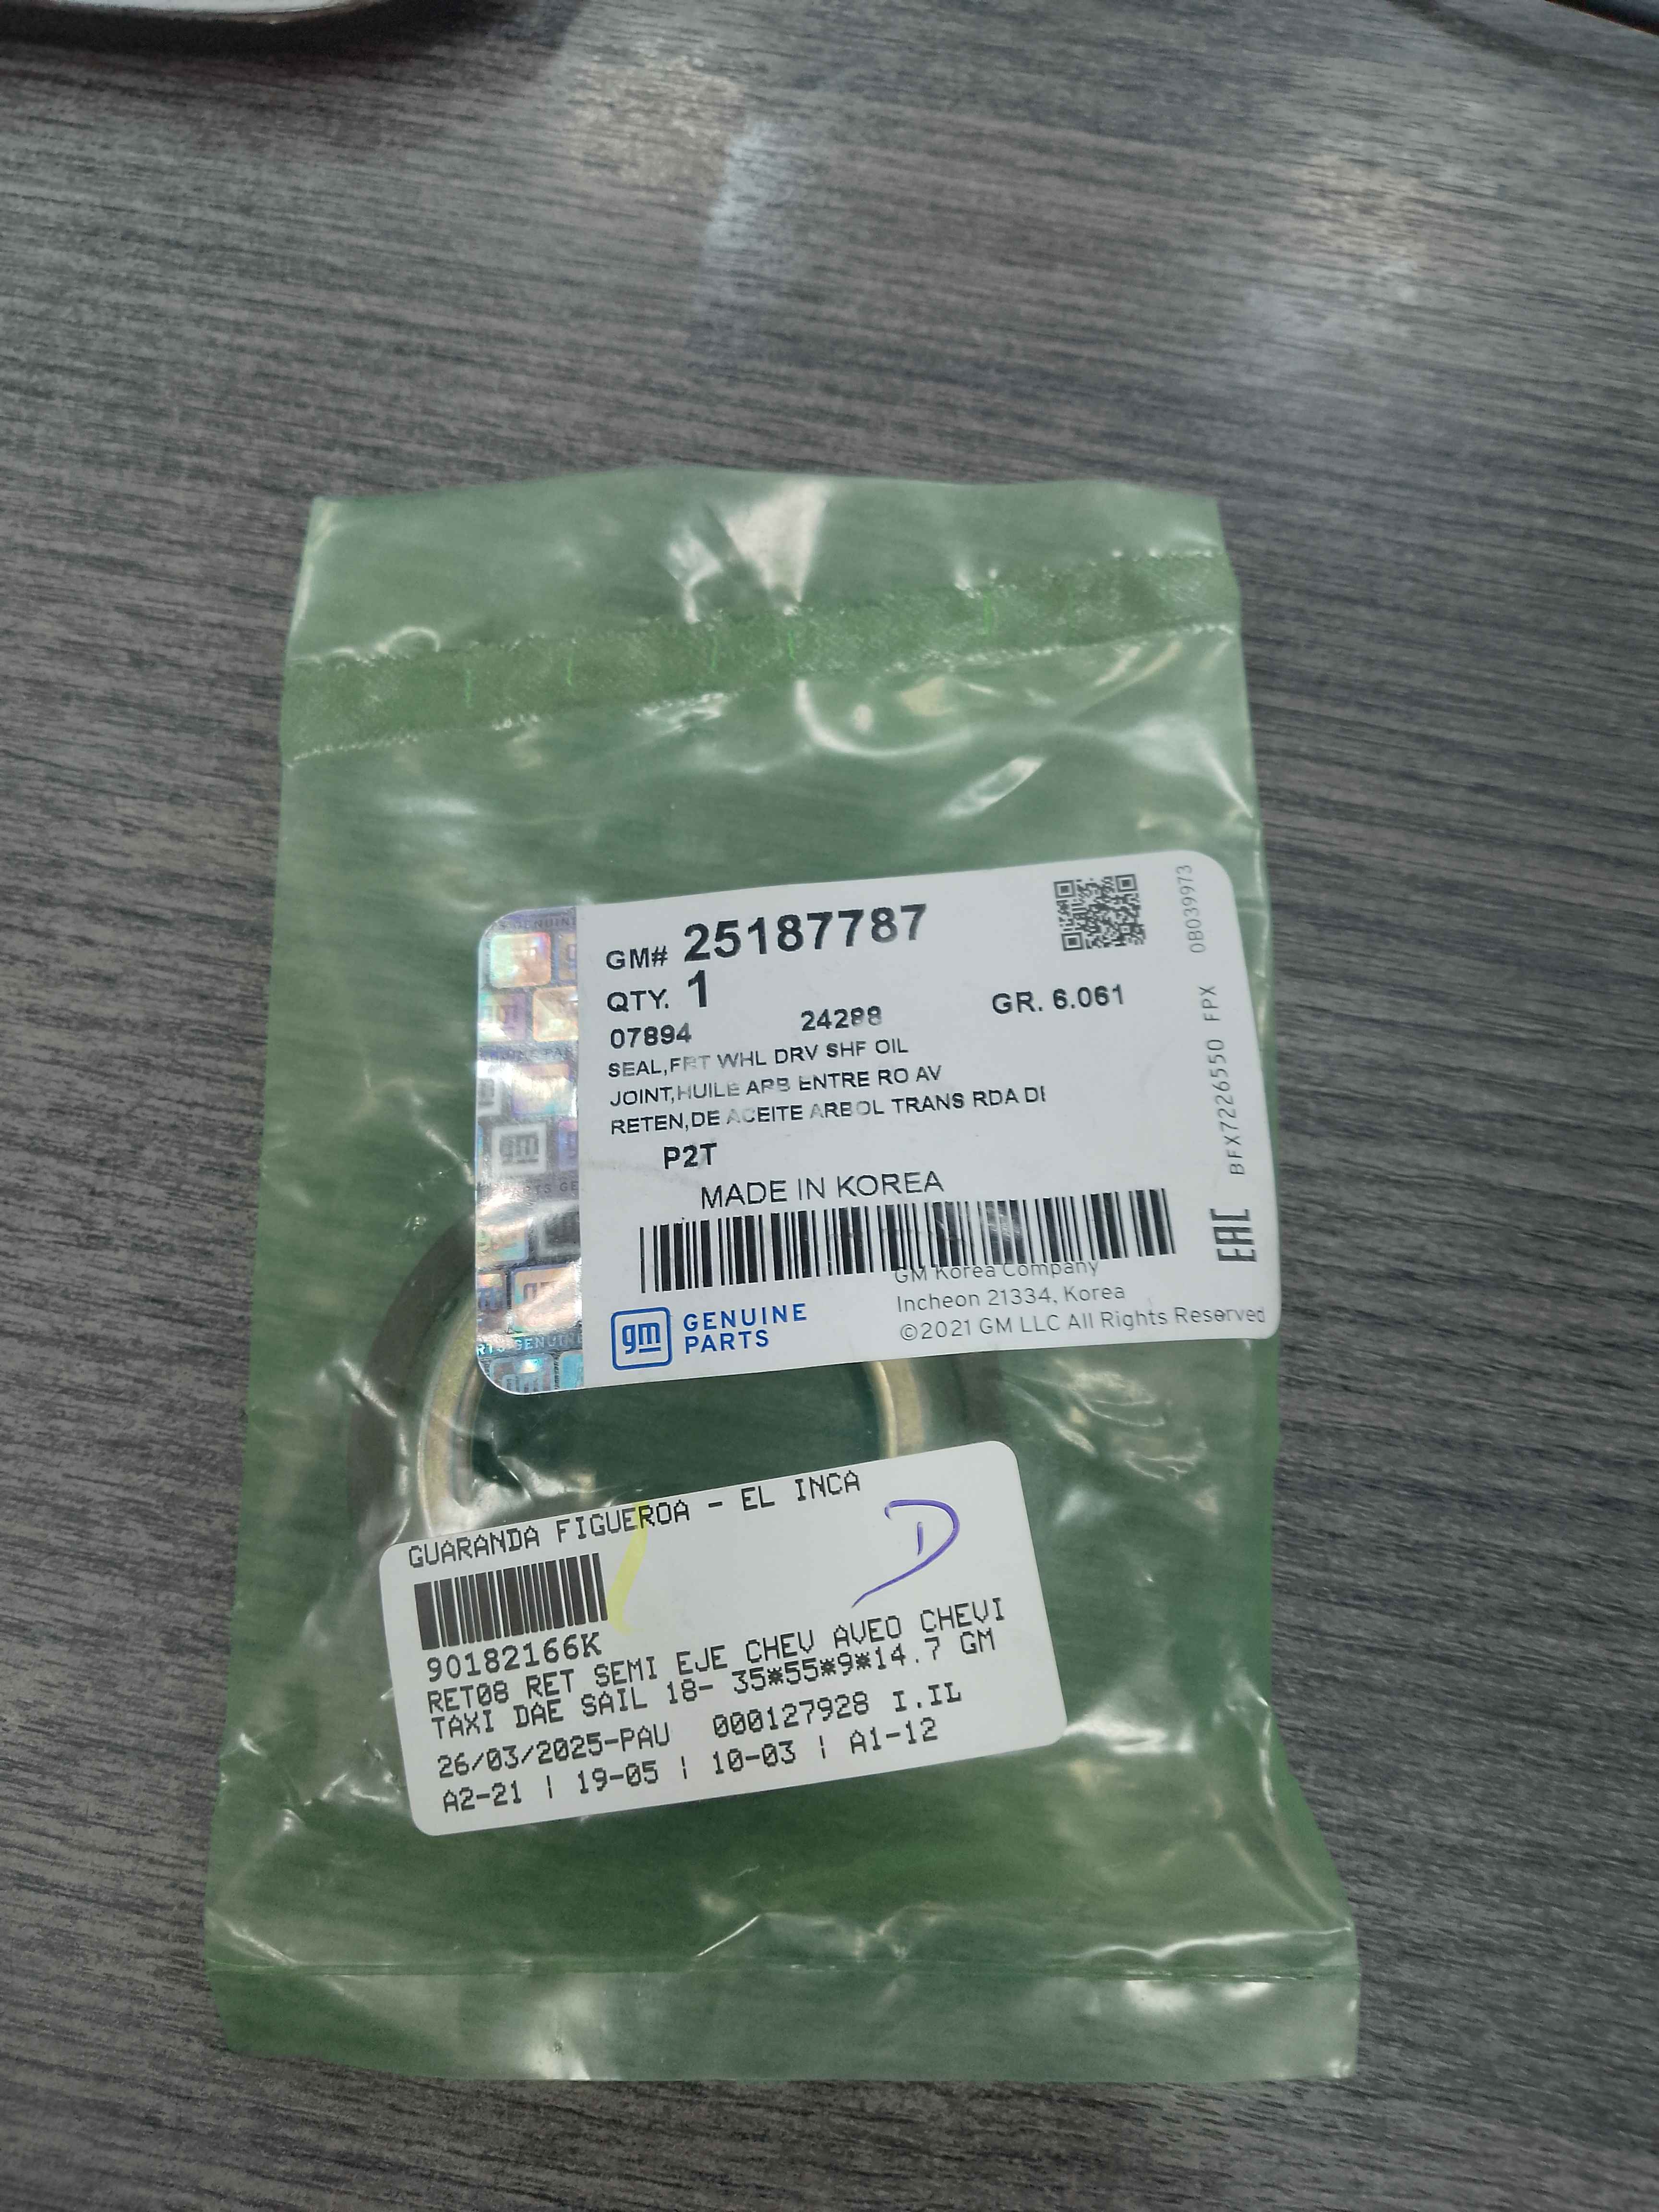 GM# 25187787
QTY. 1
07894 24288 GR. 6.061
SEAL,FRT WHL DRV SHF OIL
JOINT,HUILE ARB ENTRE RO AV
RETEN,DE ACEITE ARBOL TRANS RDA DI
P2T
MADE IN KOREA
GM Korea Company
Incheon 21334, Korea
©2021 GM LLC All Rights Reserved
gm GENUINE
PARTS
EAC BFX7226550 FPX 0B039973
GUARANDA FIGUEROA - EL INCA
D
90182166K
RET08 RET SEMI EJE CHEV AVEO CHEVI
TAXI DAE SAIL 18- 35*55*9*14.7 GM
26/03/2025-PAU 000127928 I.IL
A2-21 | 19-05 | 10-03 | A1-12